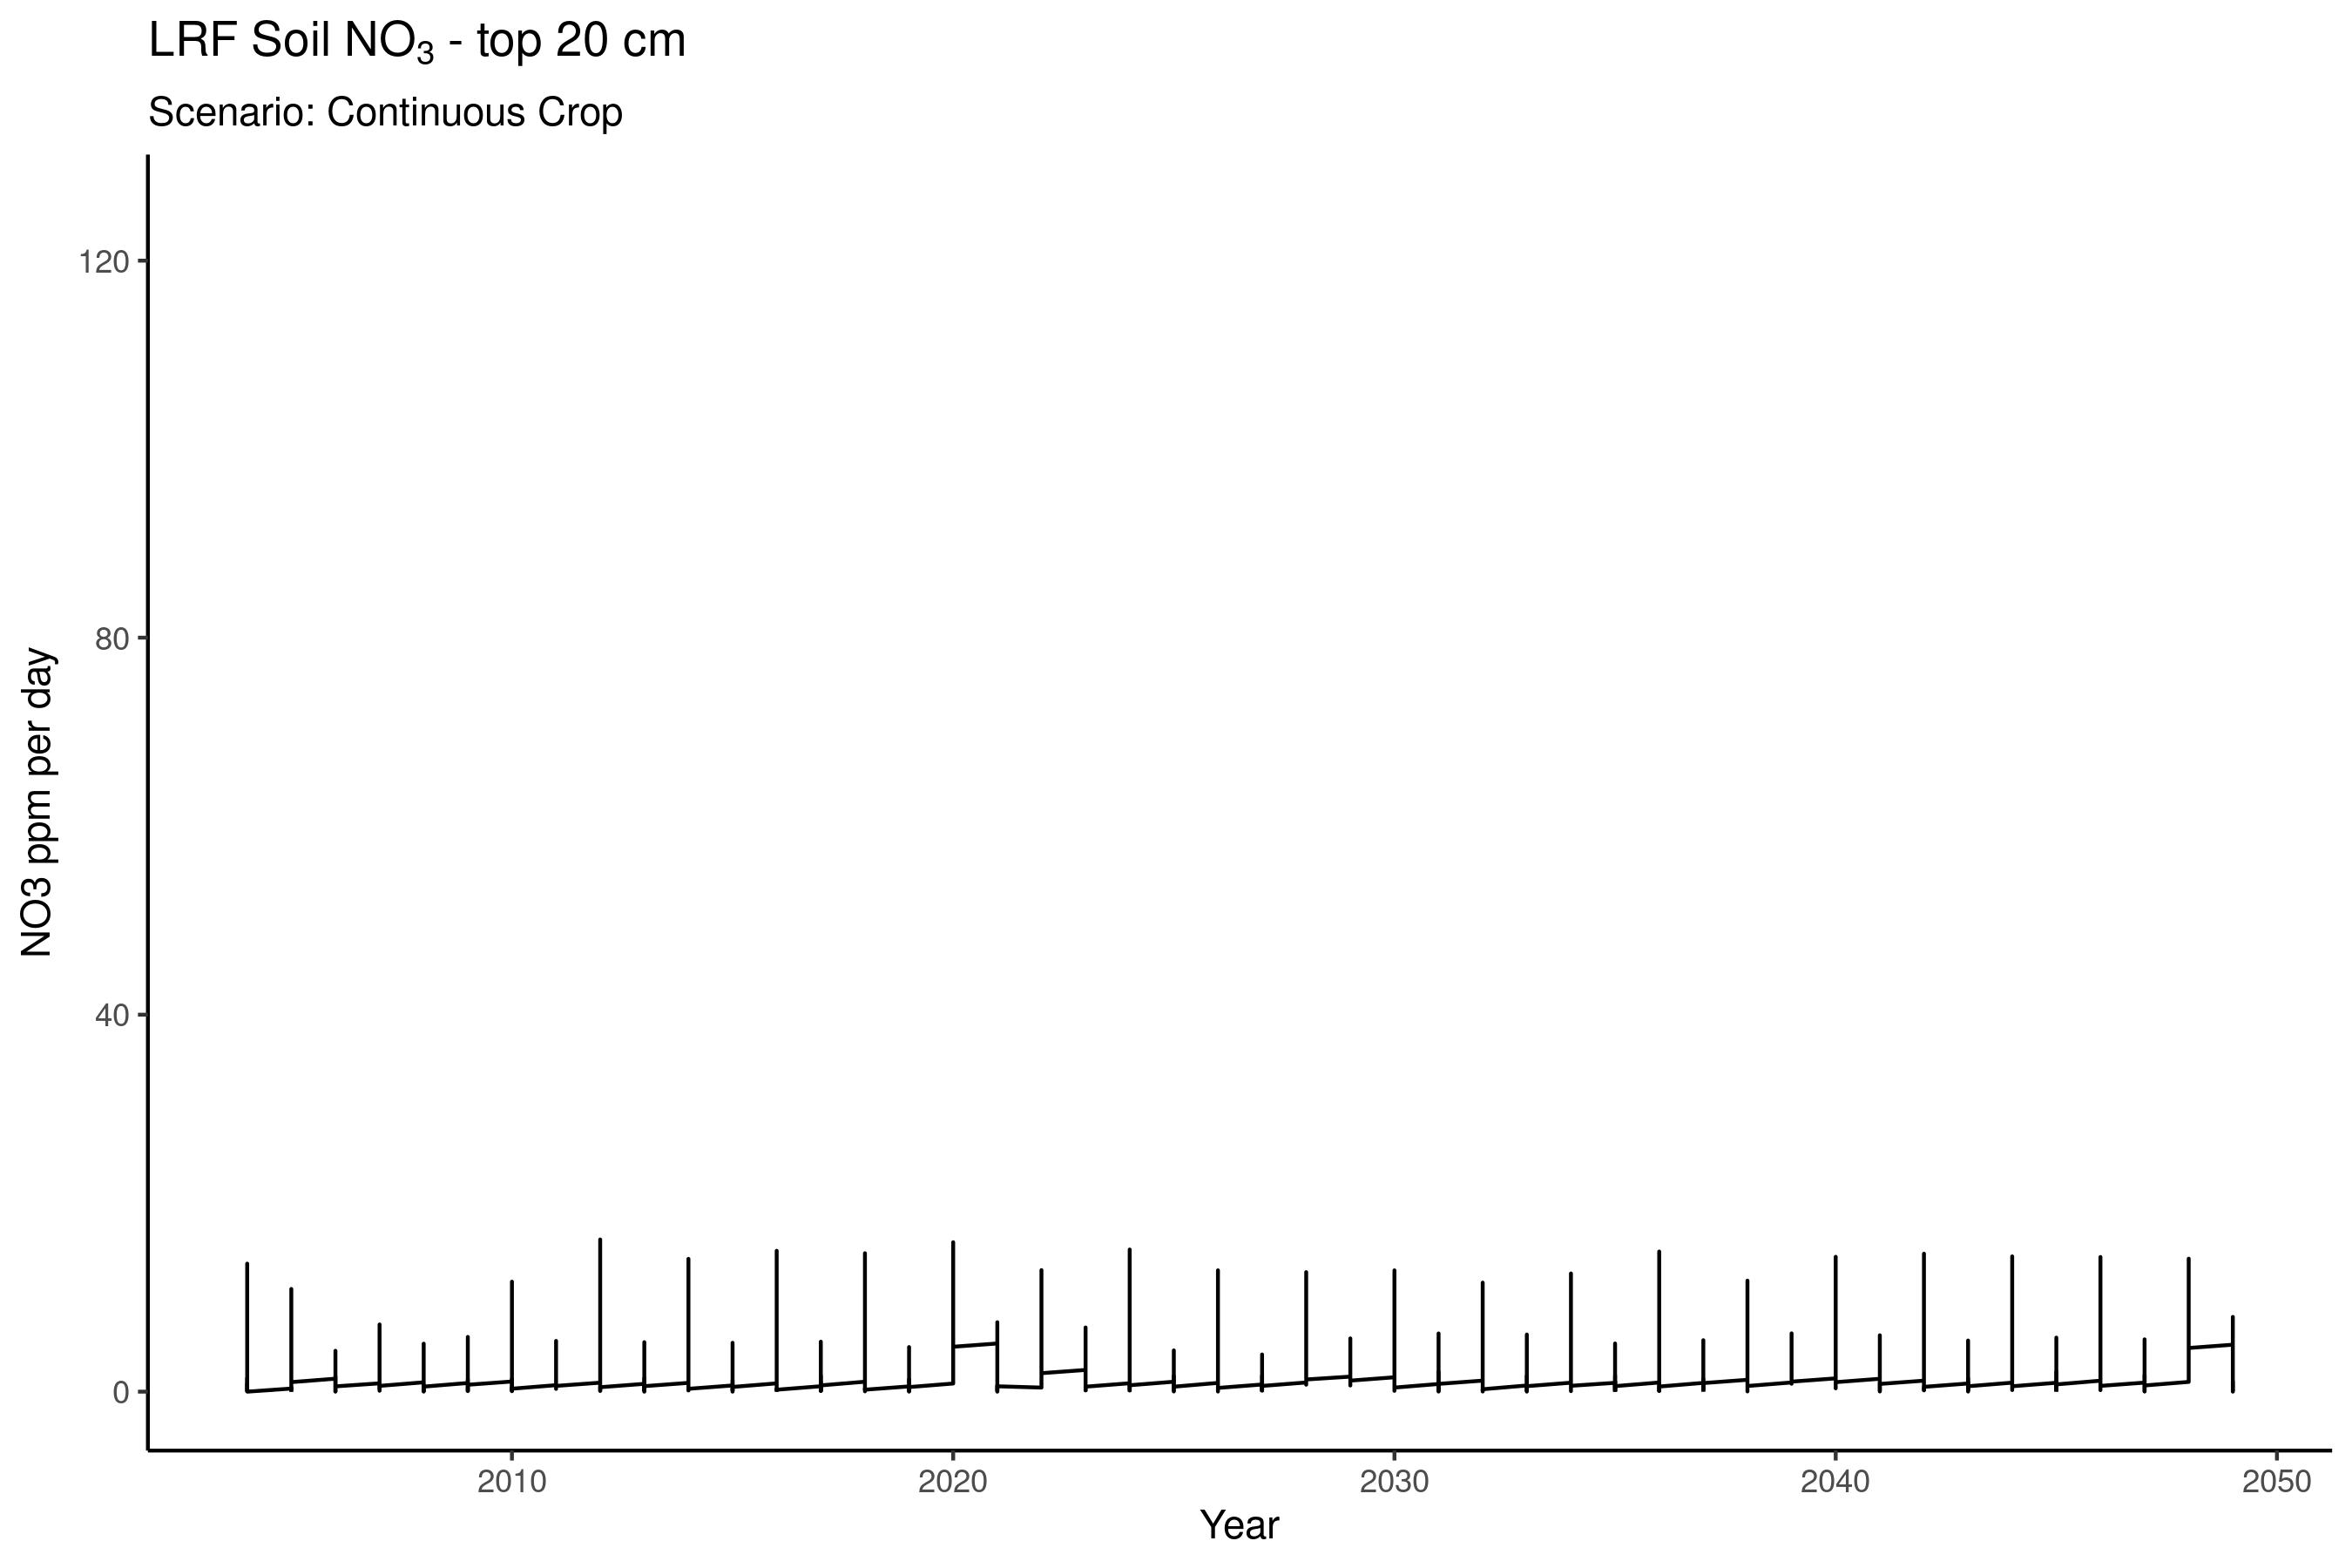 LRF Soil NO₃ - top 20 cm
Scenario: Continuous Crop
120
80
40
0
NO3 ppm per day
2010 2020 2030 2040 2050
Year